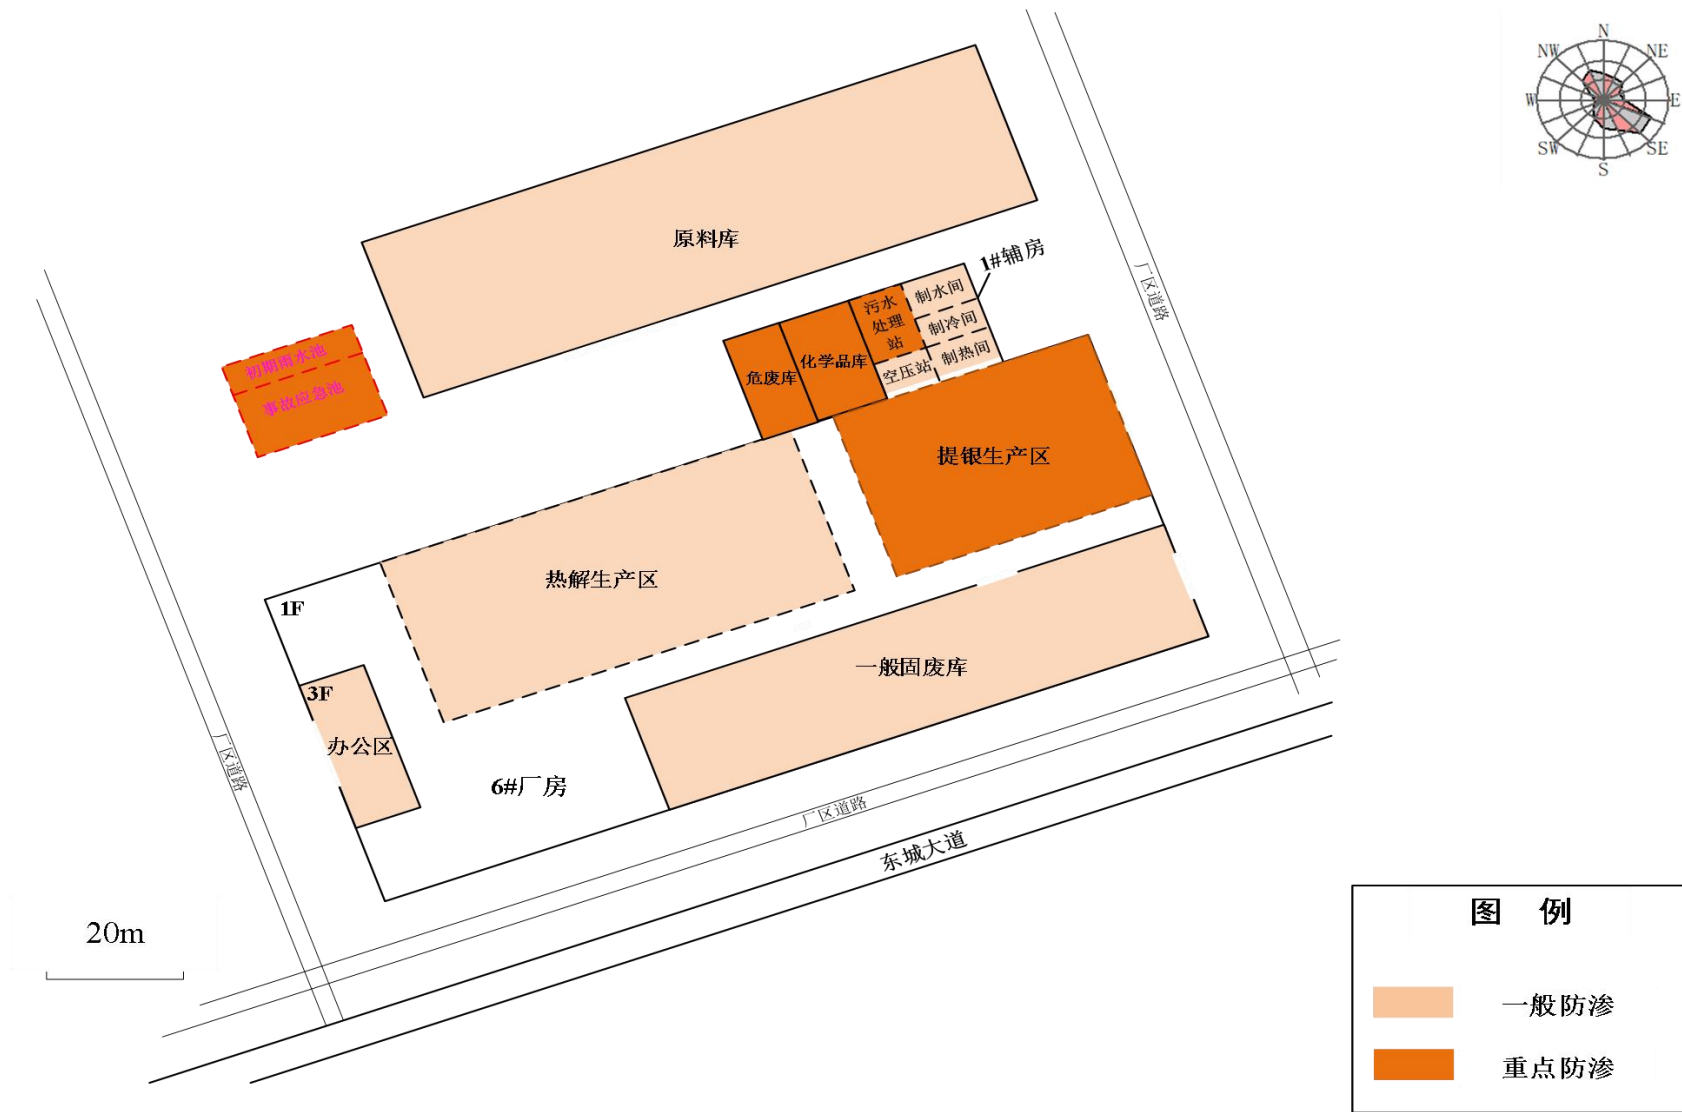 N
NW
NE
W
E
SW
SE
S
原料库
1#辅房
厂区道路
制水间
污水
处理
站
制冷间
制热间
空压站
化学品库
危废库
初期雨水池
事故应急池
提银生产区
热解生产区
1F
3F
一般固废库
办公区
厂区道路
6#厂房
厂区道路
东城大道
20m
图 例
一般防渗
重点防渗